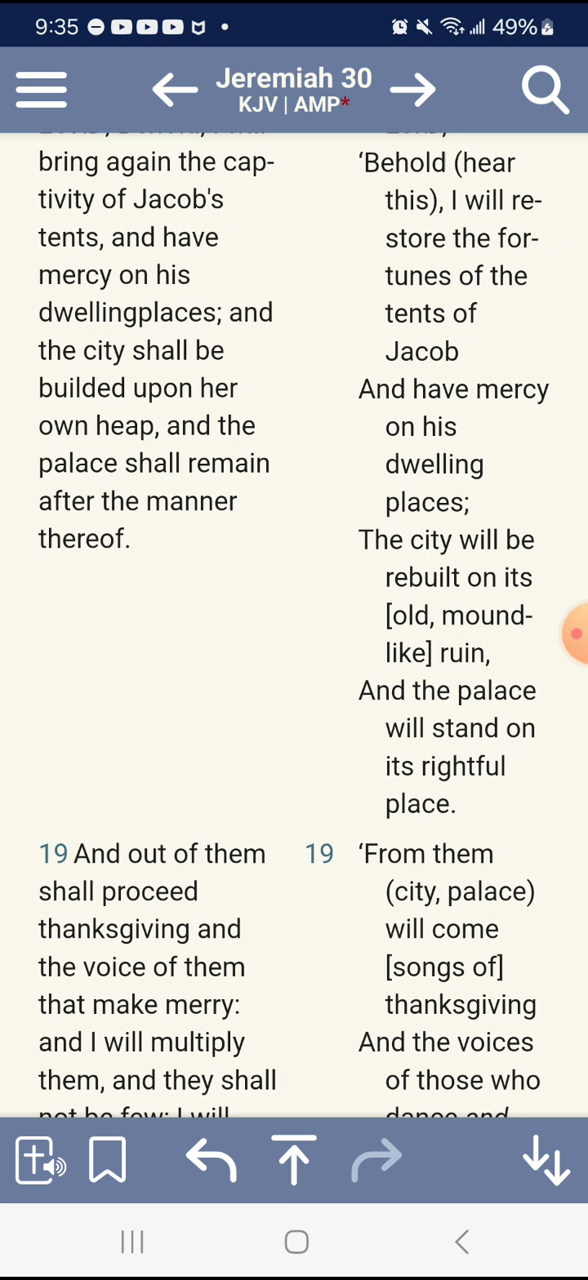 9:35
49%
Jeremiah 30
KJV | AMP*
bring again the cap-
tivity of Jacob's
tents, and have
mercy on his
dwellingplaces; and
the city shall be
builded upon her
own heap, and the
palace shall remain
after the manner
thereof.
‘Behold (hear
this), I will re-
store the for-
tunes of the
tents of
Jacob
And have mercy
on his
dwelling
places;
The city will be
rebuilt on its
[old, mound-
like] ruin,
And the palace
will stand on
its rightful
place.
19 And out of them
shall proceed
thanksgiving and
the voice of them
that make merry:
and I will multiply
them, and they shall
not be few: I will
19 ‘From them
(city, palace)
will come
[songs of]
thanksgiving
And the voices
of those who
dance and